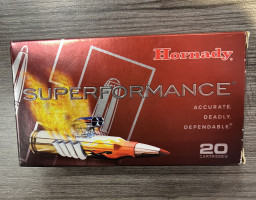 Hornady
SUPERFORMANCE
ACCURATE.
DEADLY.
DEPENDABLE.
20
CARTRIDGES